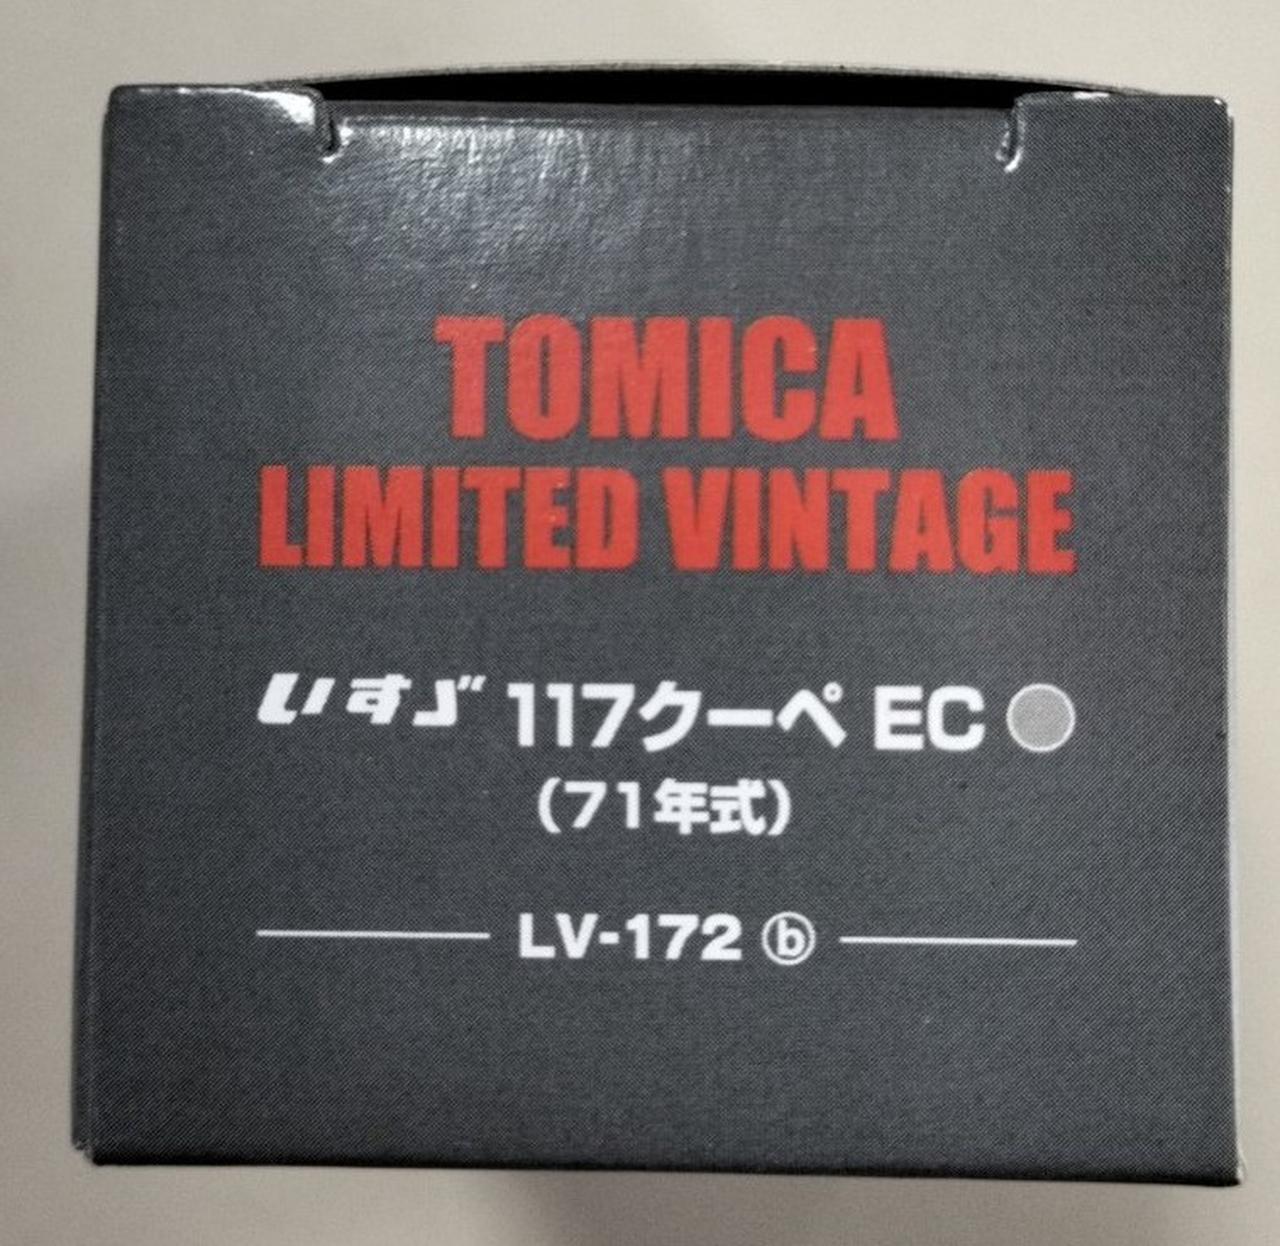 TOMICA
LIMITED VINTAGE
いすゞ 117クーペ EC
(71年式)
LV-172 ⓑ